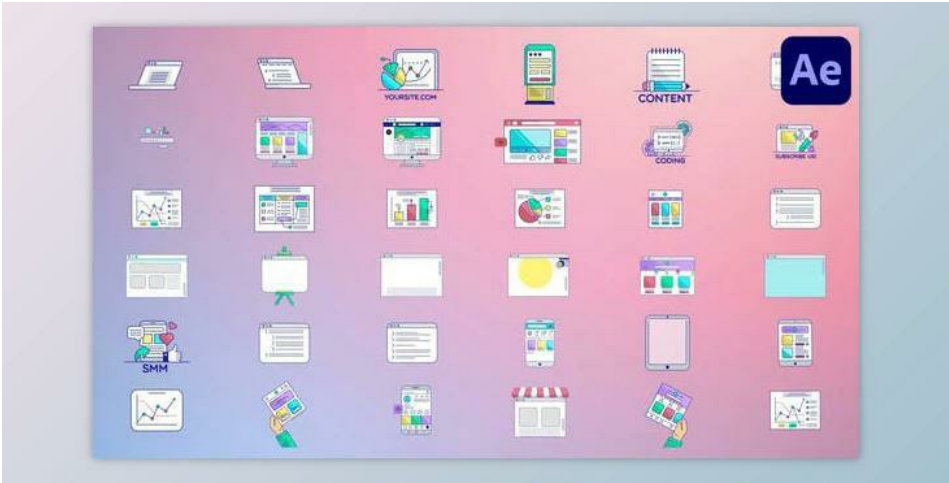 Ae
YOURSITE.COM
CONTENT
CODING
SUBSCRIBE US!
SMM